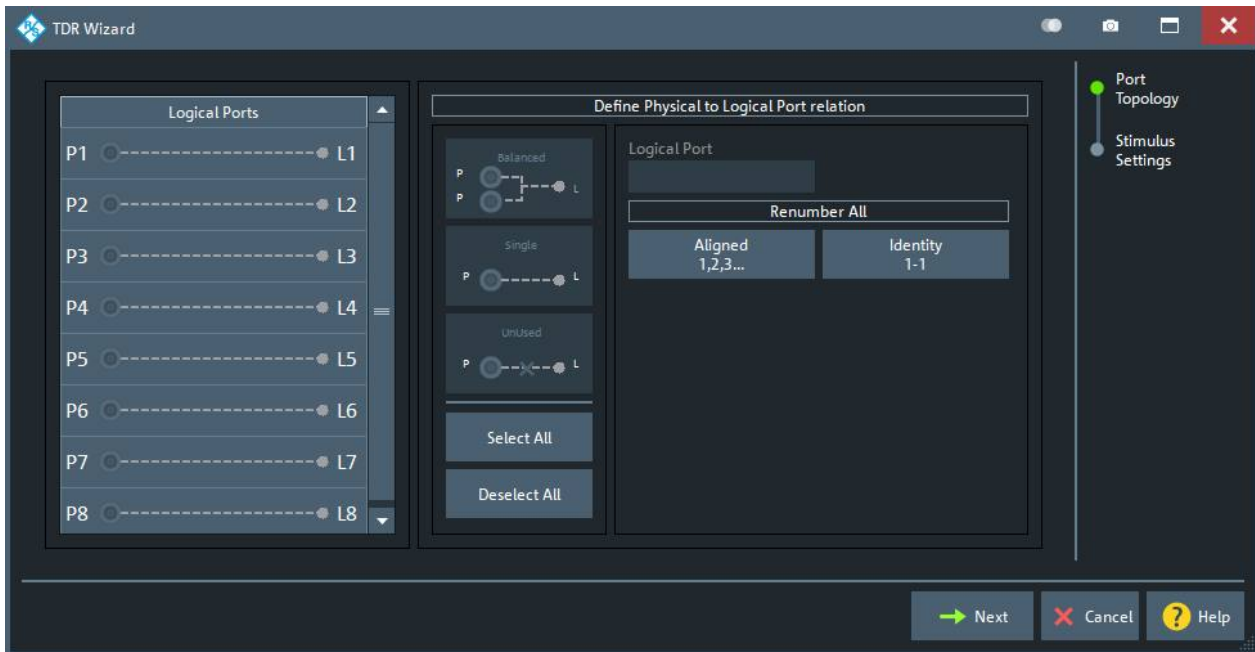 TDR Wizard
Logical Ports
P1 L1
P2 L2
P3 L3
P4 L4
P5 L5
P6 L6
P7 L7
P8 L8
Define Physical to Logical Port relation
Balanced
P
P
L
Single
P L
UnUsed
P L
Select All
Deselect All
Logical Port
Renumber All
Aligned
1,2,3...
Identity
1-1
Port
Topology
Stimulus
Settings
Next
Cancel
? Help